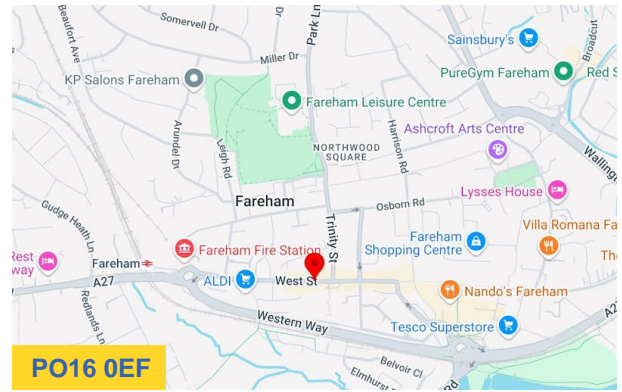 Beaufort Ave
Somervell Dr
Park Ln
Sainsbury's
Broadcut
Miller Dr
KP Salons Fareham
PureGym Fareham
Red S
Fareham Leisure Centre
Arundel Dr
Leigh Rd
NORTHWOOD
SQUARE
Harrison Rd
Ashcroft Arts Centre
Wallington
Lysses House
Fareham
Osborn Rd
Gudge Heath Ln
Trinity St
Villa Romana Fa
Rest
way
Fareham Fire Station
Fareham
Shopping Centre
Th
Fareham
A27
ALDI
West St
Nando's Fareham
Redlands Ln
Western Way
Tesco Superstore
A27
Belvoir Cl
Elmhurst
Rd
PO16 0EF